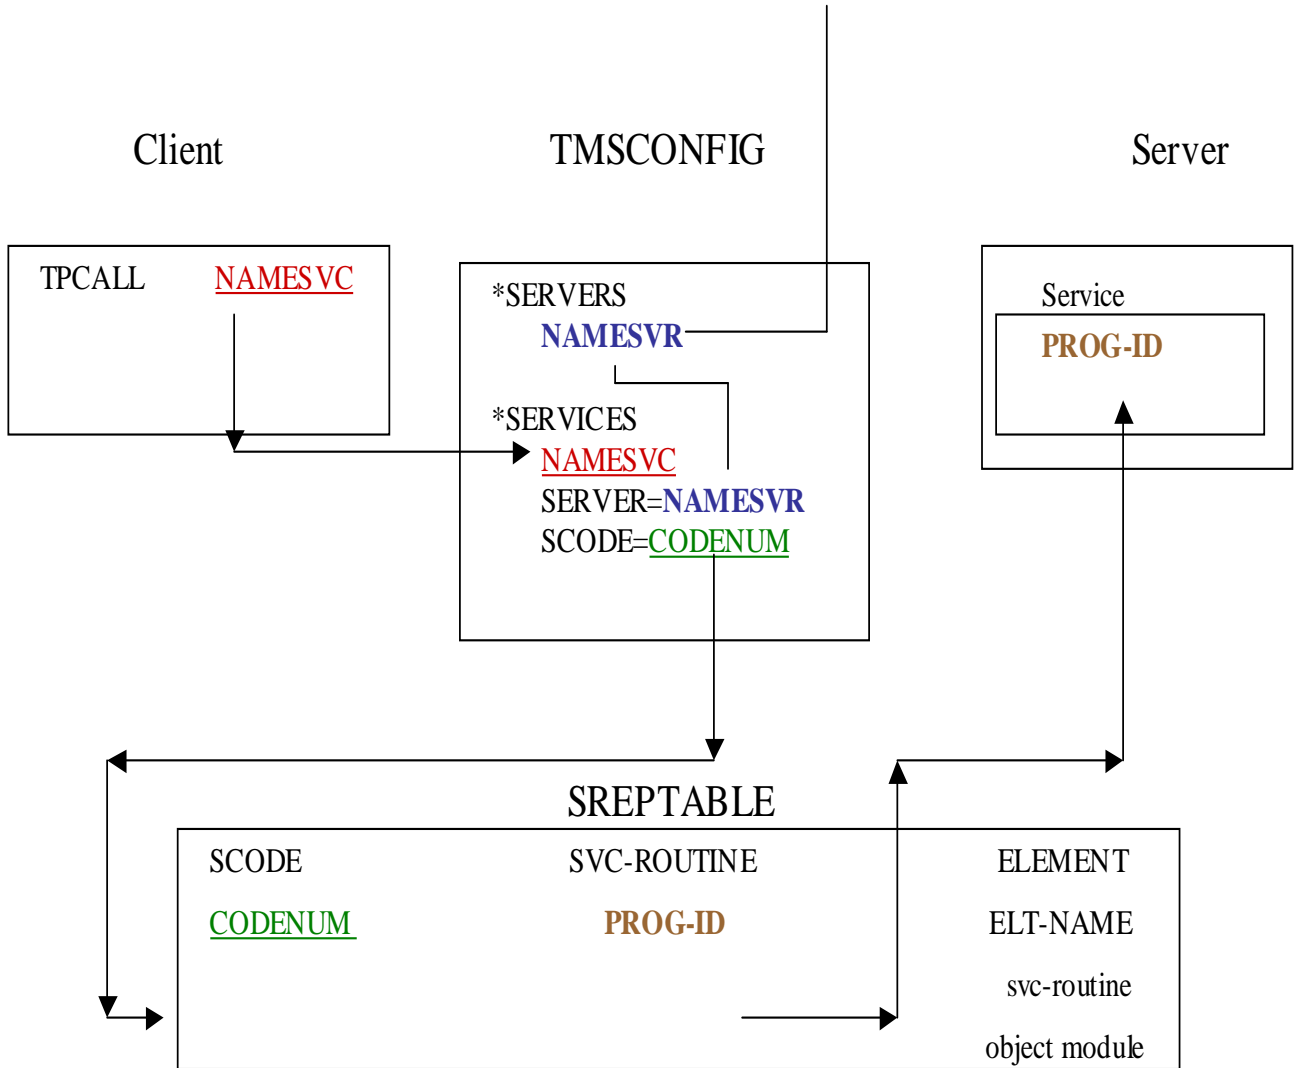 Client
TMSCONFIG
Server
TPCALL NAMESVC
*SERVERS
NAMESVR
*SERVICES
NAMESVC
SERVER=NAMESVR
SCODE=CODENUM
Service
PROG-ID
SREPTABLE
SCODE SVC-ROUTINE ELEMENT
CODENUM PROG-ID ELT-NAME
svc-routine
object module